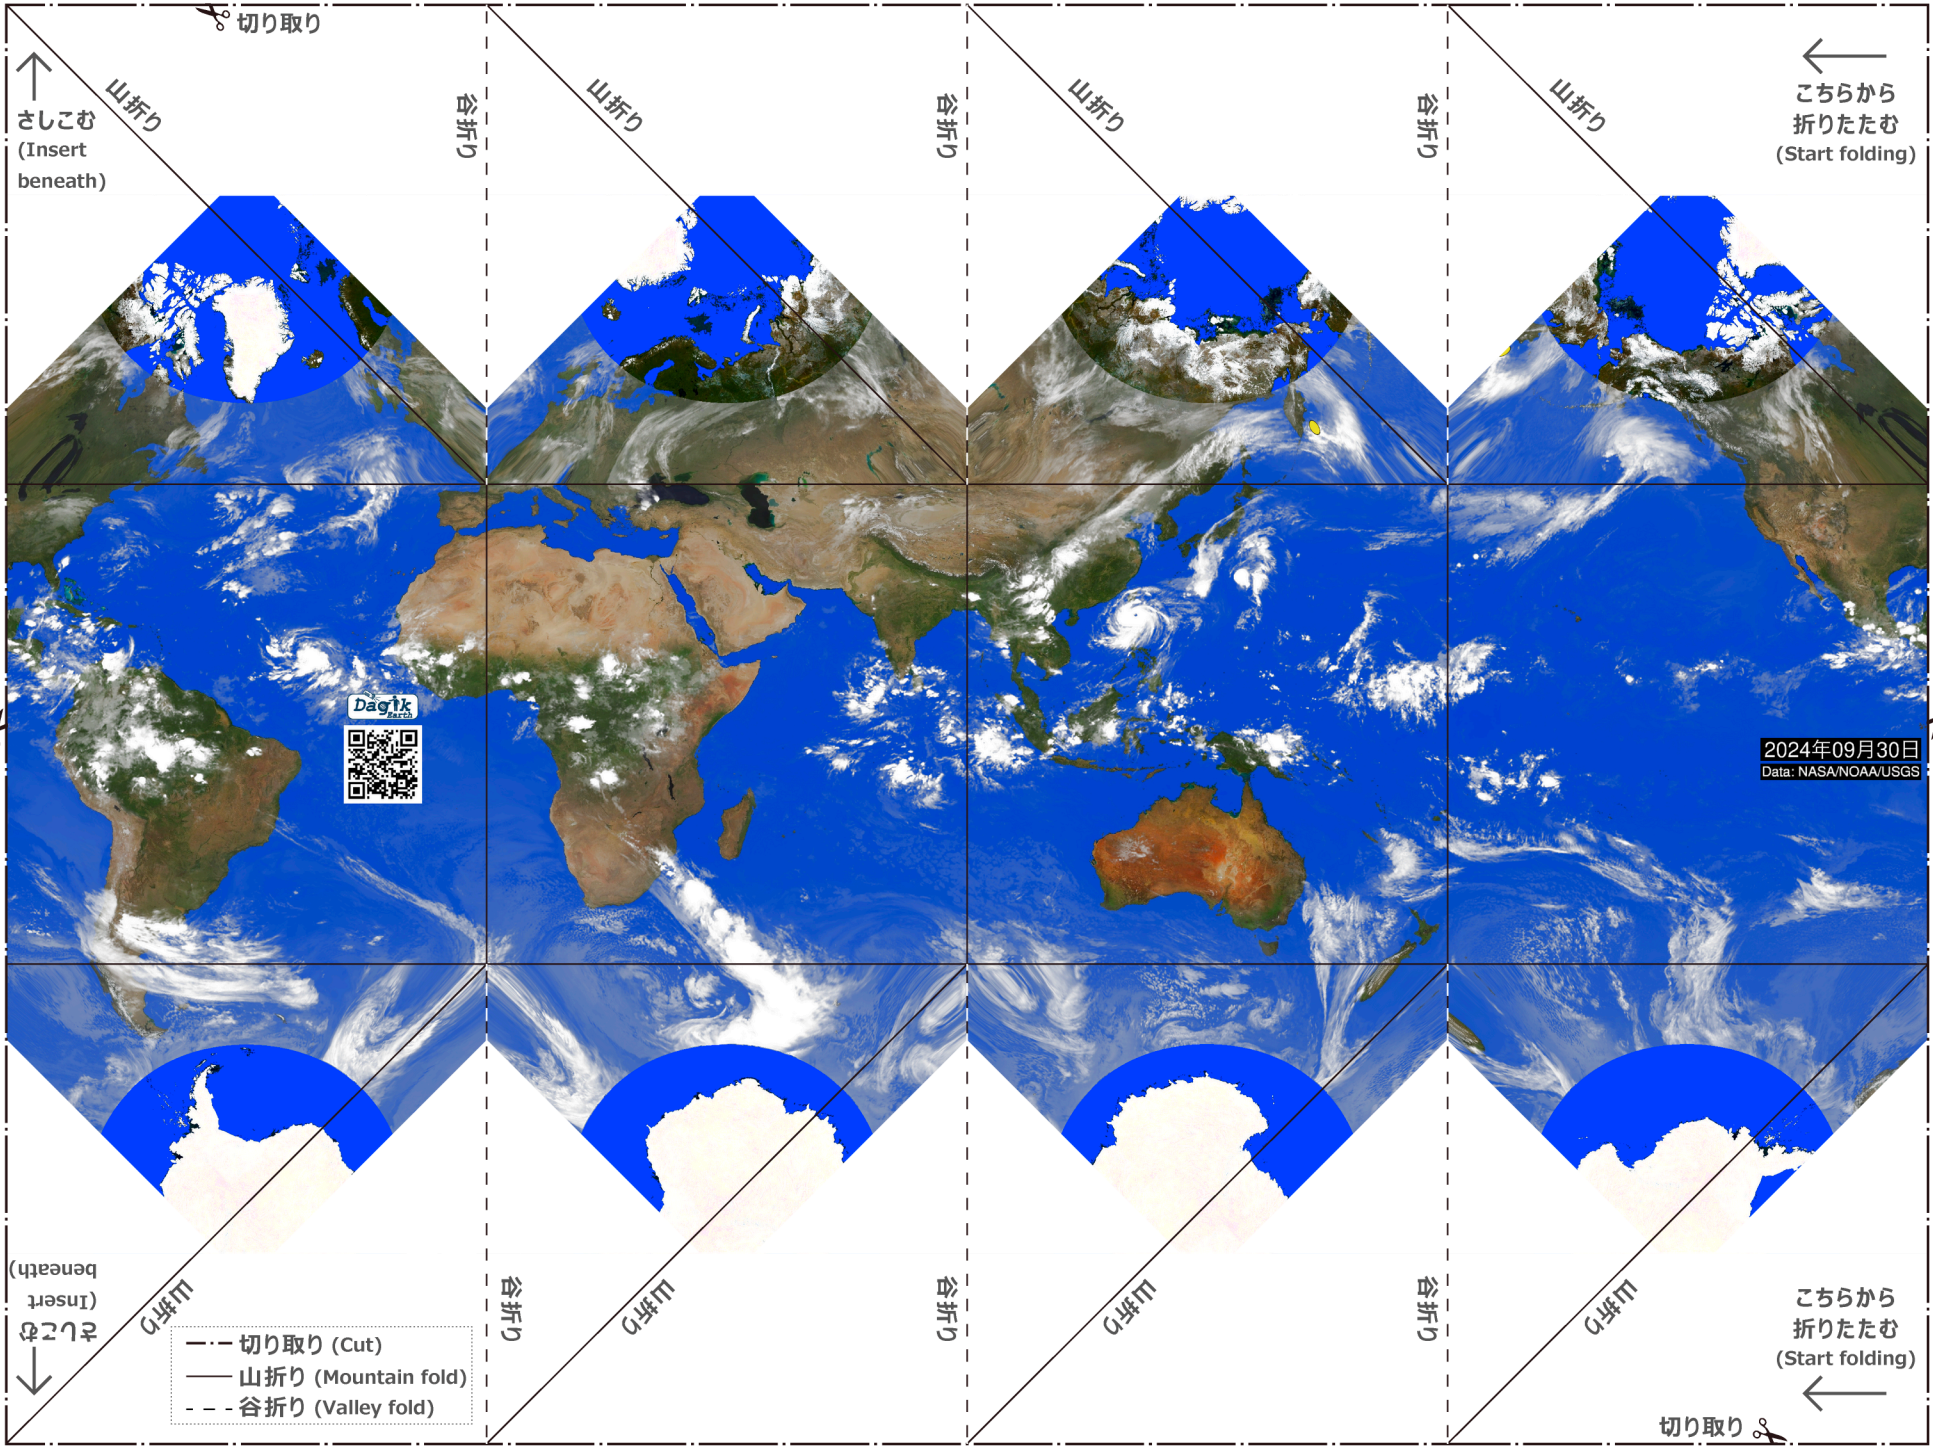 切り取り
山折り
谷折り
山折り
谷折り
山折り
谷折り
山折り
さしこむ
(Insert
beneath)
こちらから
折りたたむ
(Start folding)
Dagik
Earth
2024年09月30日
Data: NASA/NOAA/USGS
さしこむ
(Insert
beneath)
山折り
谷折り
山折り
谷折り
山折り
谷折り
山折り
切り取り (Cut)
山折り (Mountain fold)
谷折り (Valley fold)
こちらから
折りたたむ
(Start folding)
切り取り